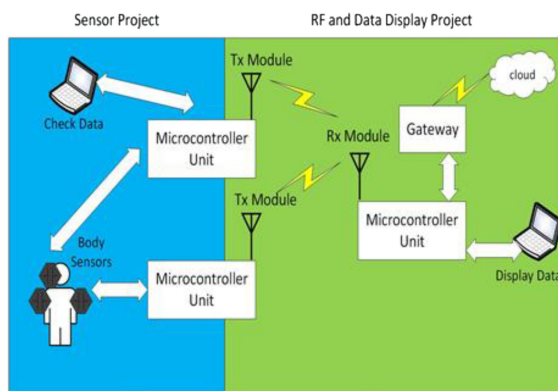 Sensor Project
RF and Data Display Project
Tx Module
cloud
Check Data
Microcontroller
Unit
Rx Module
Gateway
Tx Module
Microcontroller
Unit
Body
Sensors
Microcontroller
Unit
Display Data